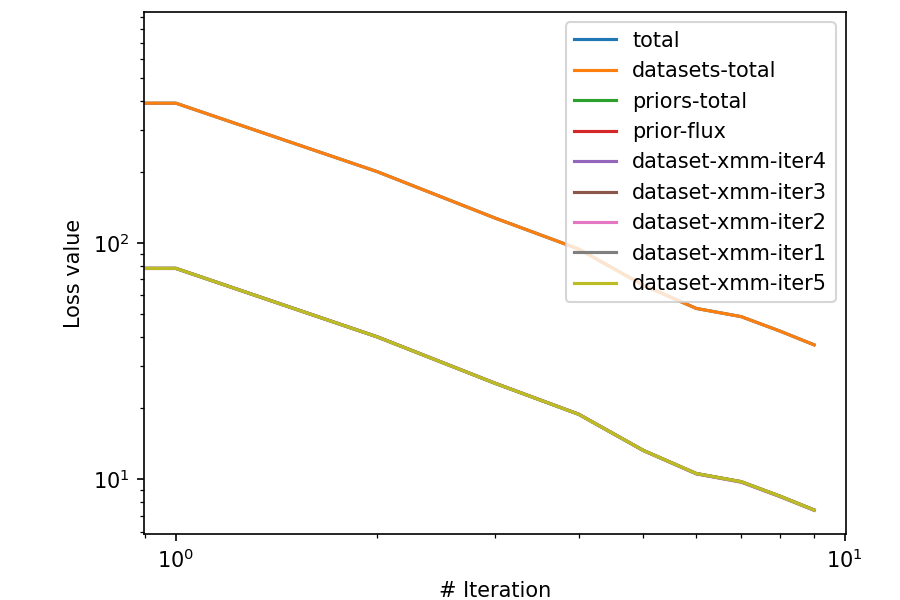 total
datasets-total
priors-total
prior-flux
dataset-xmm-iter4
dataset-xmm-iter3
dataset-xmm-iter2
dataset-xmm-iter1
dataset-xmm-iter5
Loss value
10²
10¹
10⁰
10¹
# Iteration